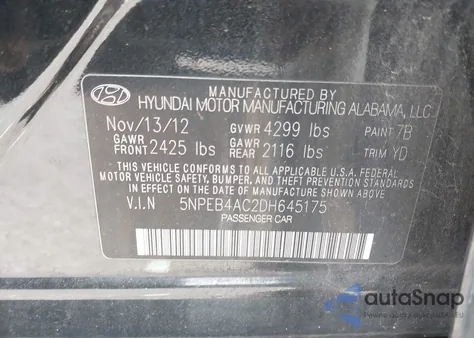 MANUFACTURED BY
HYUNDAI MOTOR MANUFACTURING ALABAMA, LLC
Nov/13/12 GVWR 4299 lbs PAINT 7B
GAWR FRONT 2425 lbs GAWR REAR 2116 lbs TRIM YD
THIS VEHICLE CONFORMS TO ALL APPLICABLE U.S.A. FEDERAL
MOTOR VEHICLE SAFETY, BUMPER, AND THEFT PREVENTION STANDARDS
IN EFFECT ON THE DATE OF MANUFACTURE SHOWN ABOVE.
V.I.N 5NPEB4AC2DH645175
PASSENGER CAR
autoSnap